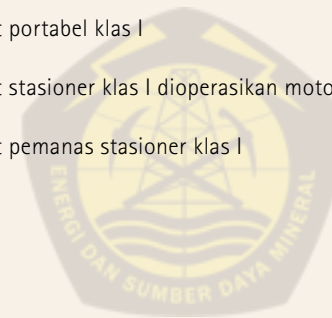 t portabel klas I
t stasioner klas I dioperasikan moto
t pemanas stasioner klas I
ENERGI DAN SUMBER DAYA MINERAL